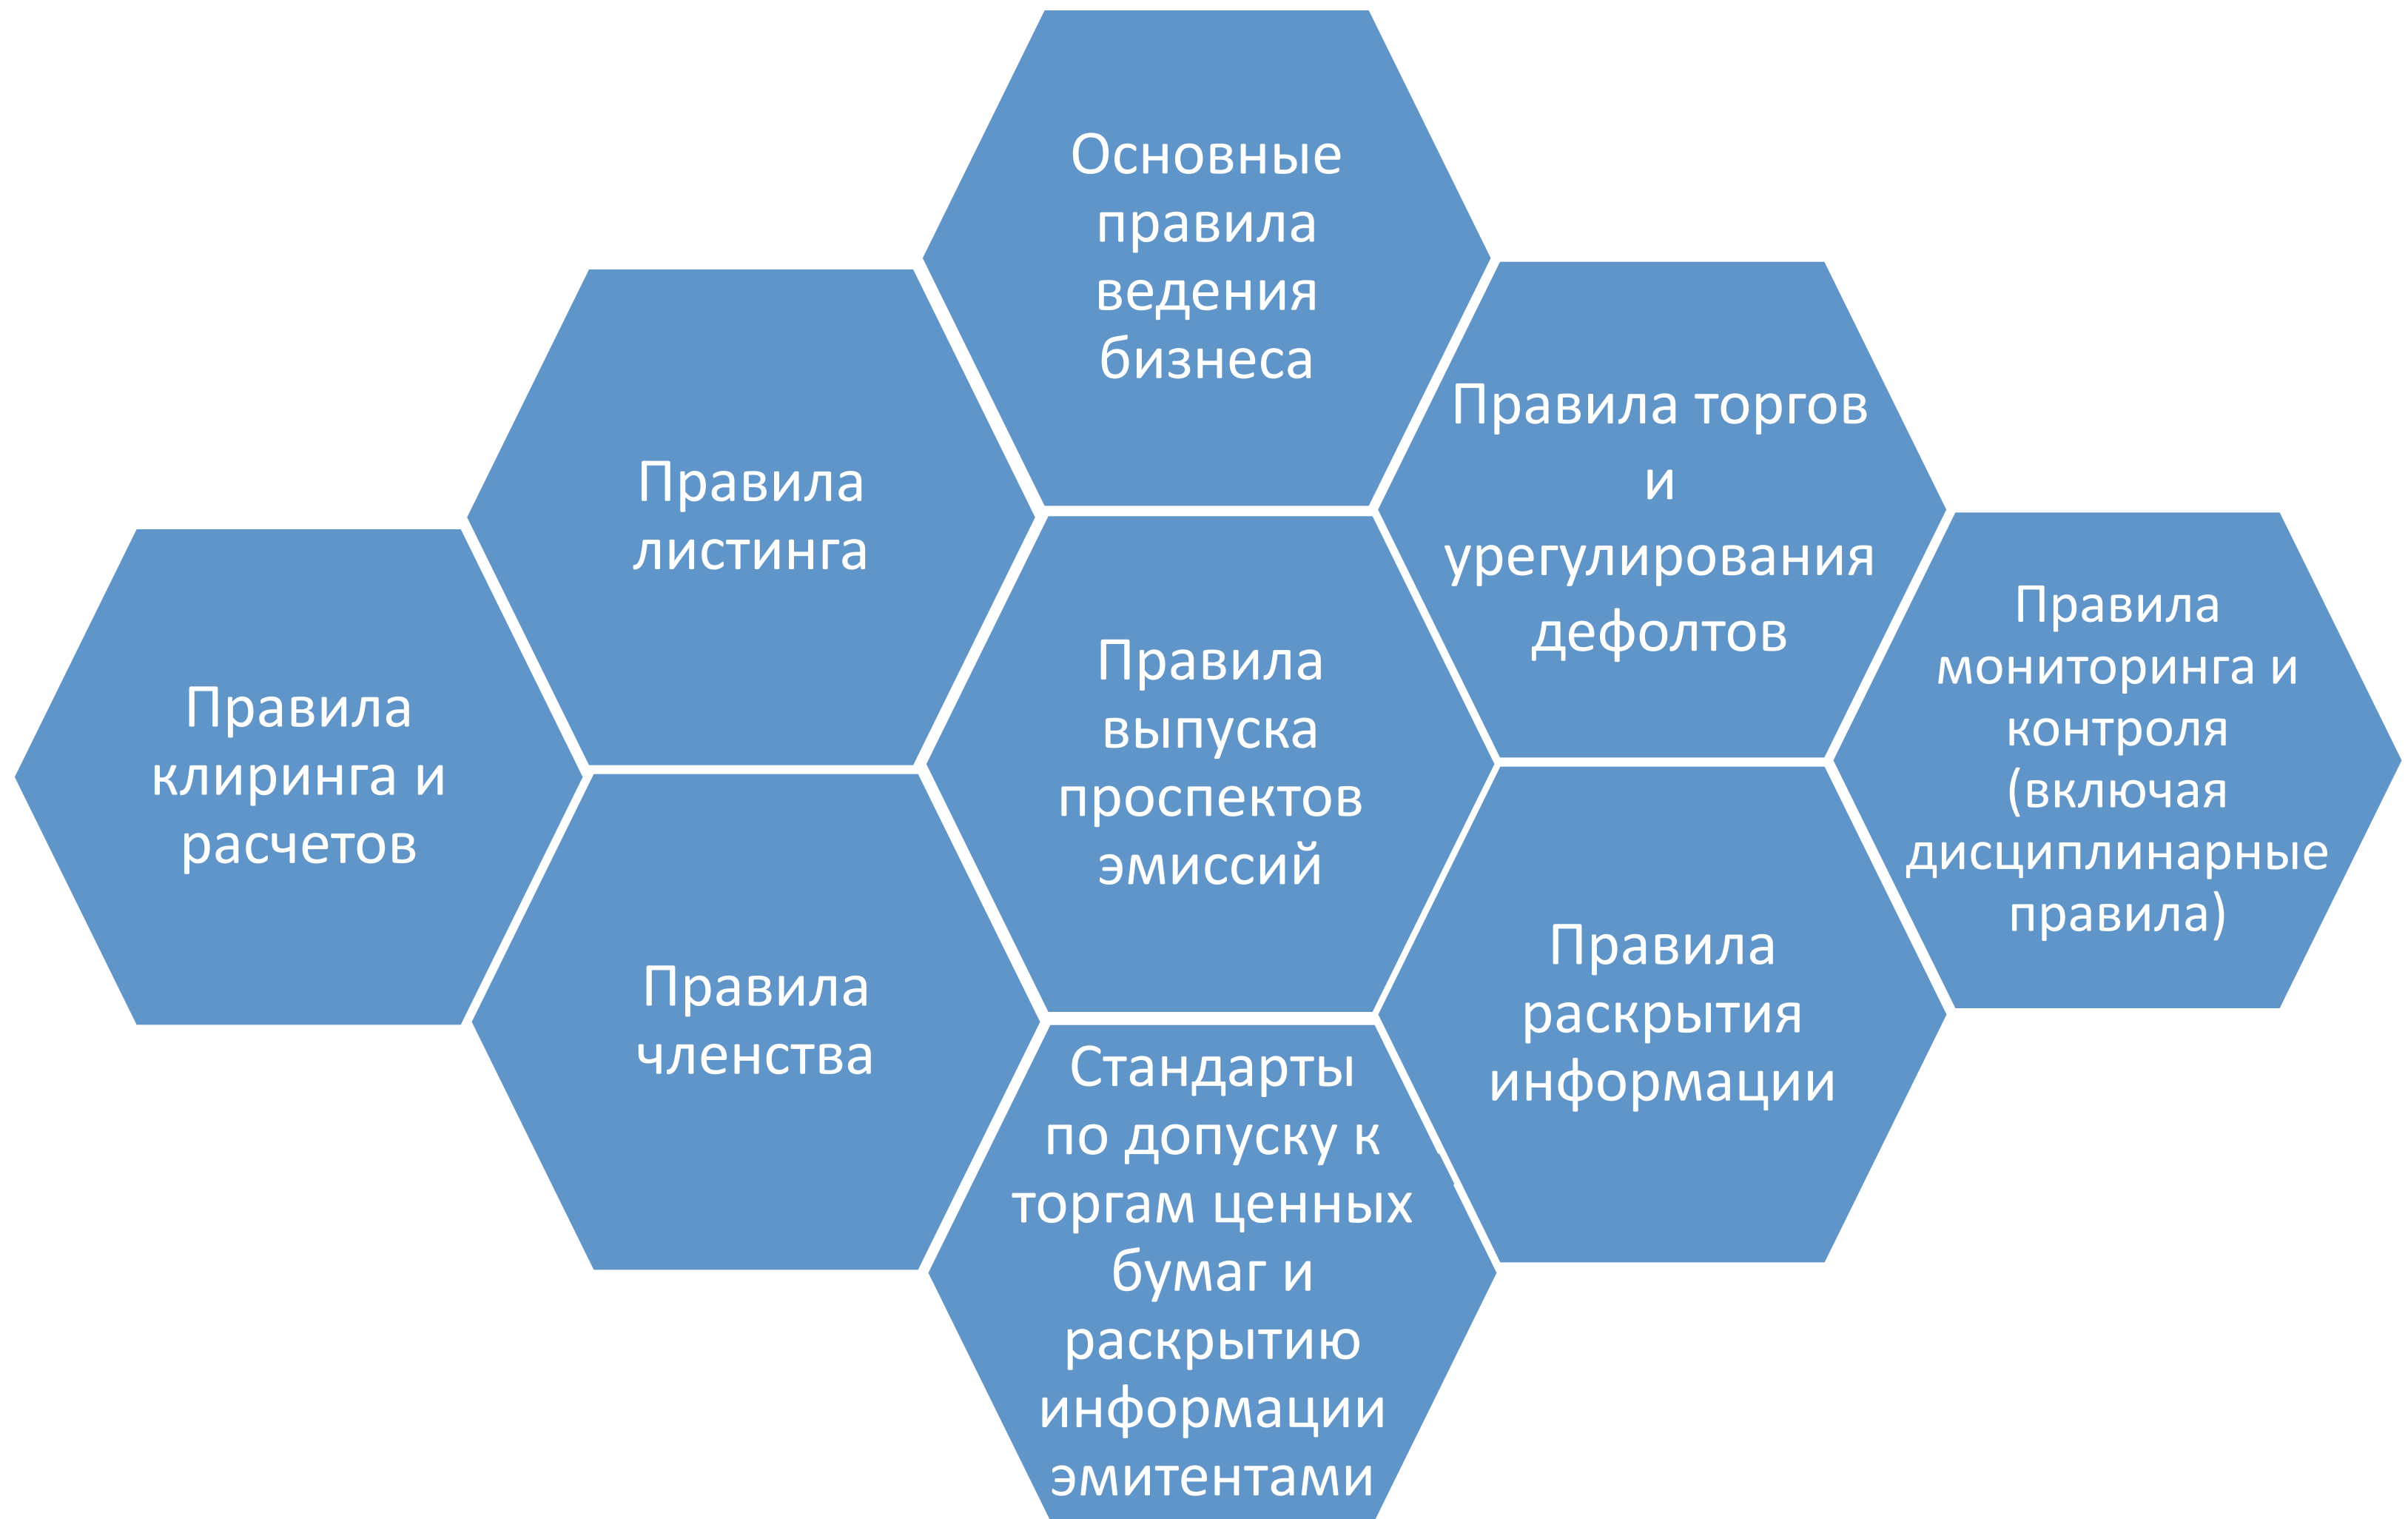 Основные
правила
ведения
бизнеса
Правила
листинга
Правила торгов
и
урегулирования
дефолтов
Правила
клиринга и
расчетов
Правила
выпуска
проспектов
эмиссий
Правила
мониторинга и
контроля
(включая
дисциплинарные
правила)
Правила
членства
Правила
раскрытия
информации
Стандарты
по допуску к
торгам ценных
бумаг и
раскрытию
информации
эмитентами